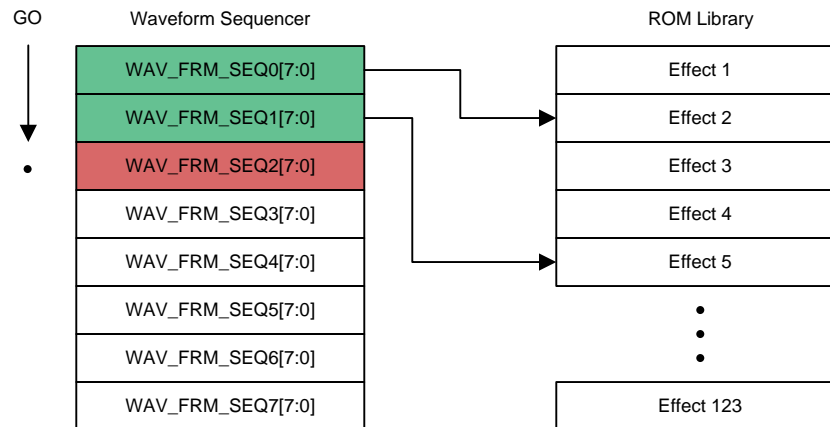 GO
Waveform Sequencer
ROM Library
WAV_FRM_SEQ0[7:0]
WAV_FRM_SEQ1[7:0]
WAV_FRM_SEQ2[7:0]
WAV_FRM_SEQ3[7:0]
WAV_FRM_SEQ4[7:0]
WAV_FRM_SEQ5[7:0]
WAV_FRM_SEQ6[7:0]
WAV_FRM_SEQ7[7:0]
Effect 1
Effect 2
Effect 3
Effect 4
Effect 5
Effect 123